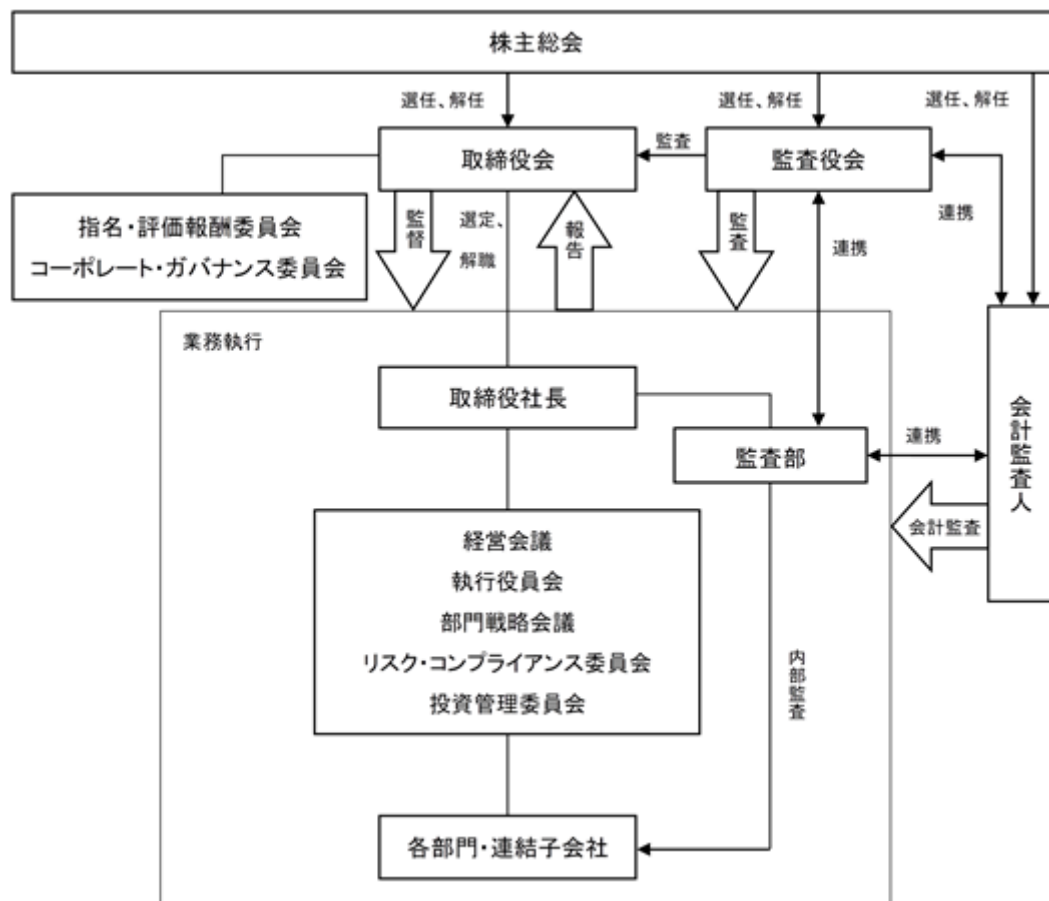 株主総会
選任、解任
選任、解任
選任、解任
取締役会
監査
監査役会
指名・評価報酬委員会
コーポレート・ガバナンス委員会
監督
選定、
解職
報告
監査
連携
連携
業務執行
取締役社長
監査部
連携
会計監査人
会計監査
経営会議
執行役員会
部門戦略会議
リスク・コンプライアンス委員会
投資管理委員会
内部監査
各部門・連結子会社